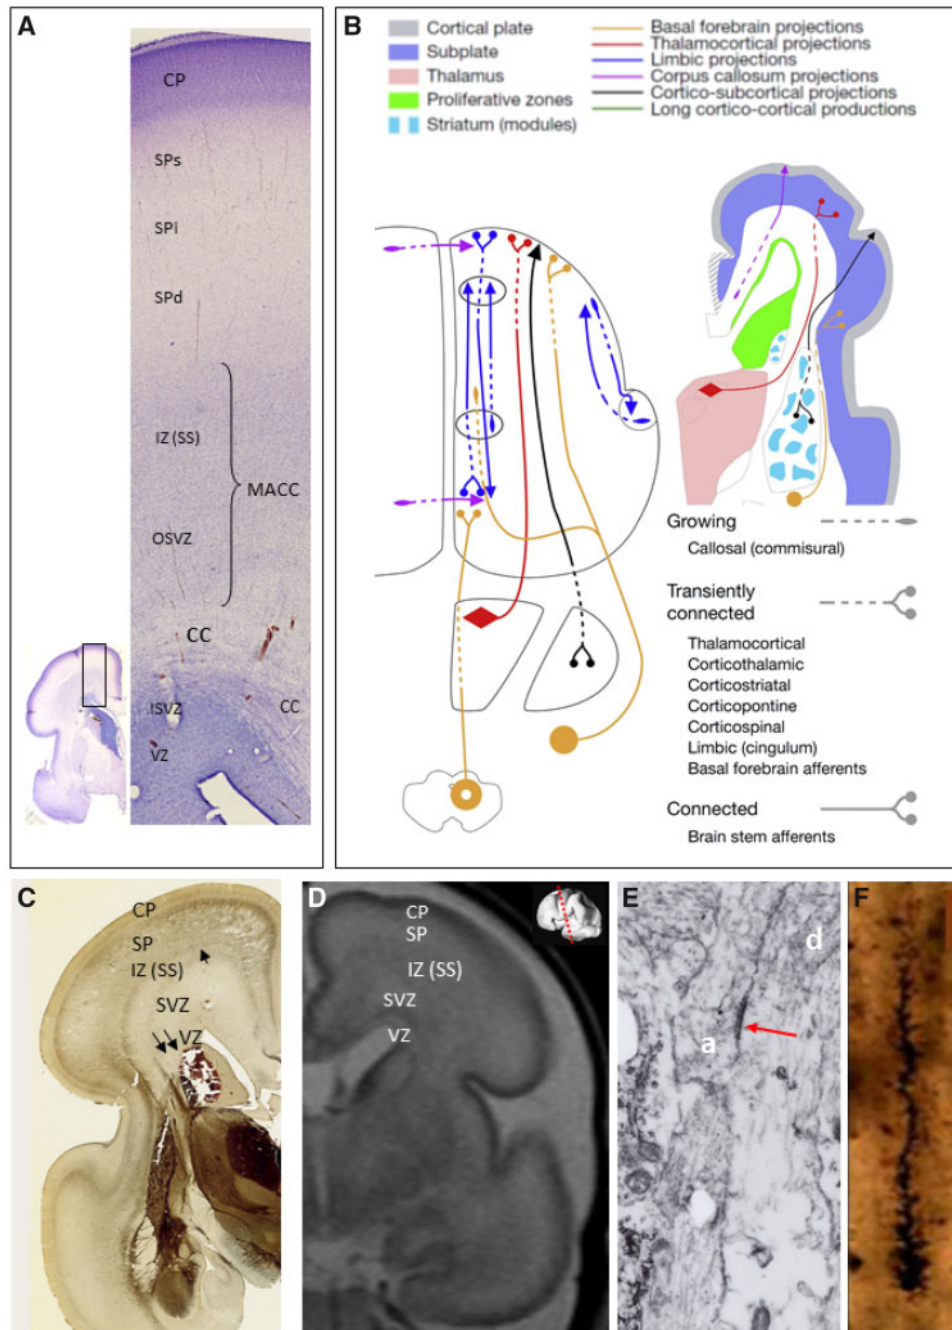 A
CP
SPs
SPi
SPd
IZ (SS)
MACC
OSVZ
CC
ISVZ
CC
VZ
B
Cortical plate
Subplate
Thalamus
Proliferative zones
Striatum (modules)
Basal forebrain projections
Thalamocortical projections
Limbic projections
Corpus callosum projections
Cortico-subcortical projections
Long cortico-cortical productions
Growing
Callosal (commisural)
Transiently
connected
Thalamocortical
Corticothalamic
Corticostriatal
Corticopontine
Corticospinal
Limbic (cingulum)
Basal forebrain afferents
Connected
Brain stem afferents
C
CP
SP
IZ (SS)
SVZ
VZ
D
CP
SP
IZ (SS)
SVZ
VZ
E
d
a
F